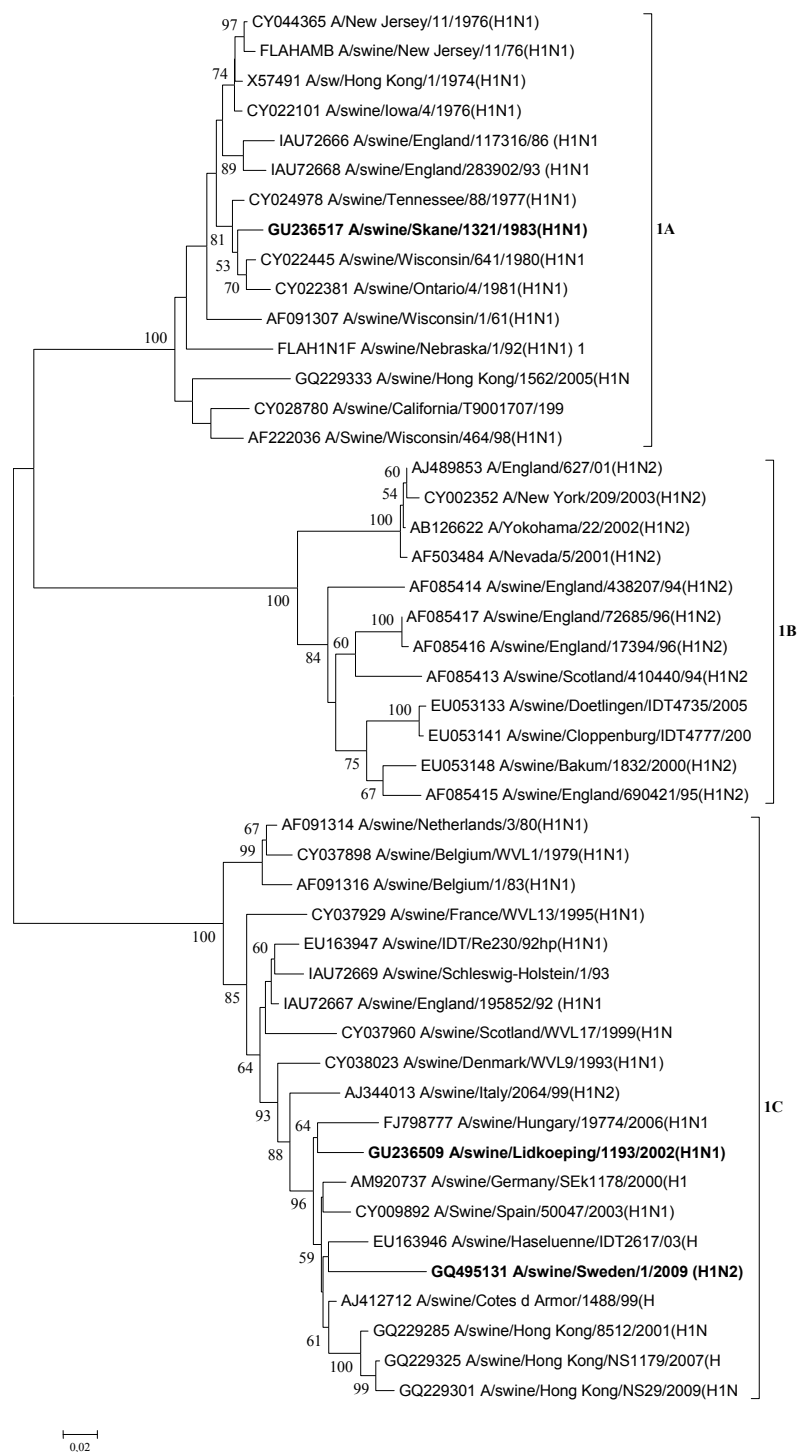 97
CY044365 A/New Jersey/11/1976(H1N1)
FLAHAMB A/swine/New Jersey/11/76(H1N1)
74
X57491 A/sw/Hong Kong/1/1974(H1N1)
CY022101 A/swine/Iowa/4/1976(H1N1)
IAU72666 A/swine/England/117316/86 (H1N1
89
IAU72668 A/swine/England/283902/93 (H1N1
CY024978 A/swine/Tennessee/88/1977(H1N1)
GU236517 A/swine/Skane/1321/1983(H1N1)
1A
81
53
CY022445 A/swine/Wisconsin/641/1980(H1N1
70
CY022381 A/swine/Ontario/4/1981(H1N1)
AF091307 A/swine/Wisconsin/1/61(H1N1)
100
FLAH1N1F A/swine/Nebraska/1/92(H1N1) 1
GQ229333 A/swine/Hong Kong/1562/2005(H1N
CY028780 A/swine/California/T9001707/199
AF222036 A/Swine/Wisconsin/464/98(H1N1)
60
AJ489853 A/England/627/01(H1N2)
54
CY002352 A/New York/209/2003(H1N2)
100
AB126622 A/Yokohama/22/2002(H1N2)
AF503484 A/Nevada/5/2001(H1N2)
100
AF085414 A/swine/England/438207/94(H1N2)
100
AF085417 A/swine/England/72685/96(H1N2)
1B
84
60
AF085416 A/swine/England/17394/96(H1N2)
AF085413 A/swine/Scotland/410440/94(H1N2
100
EU053133 A/swine/Doetlingen/IDT4735/2005
EU053141 A/swine/Cloppenburg/IDT4777/200
75
EU053148 A/swine/Bakum/1832/2000(H1N2)
67
AF085415 A/swine/England/690421/95(H1N2)
67
AF091314 A/swine/Netherlands/3/80(H1N1)
99
CY037898 A/swine/Belgium/WVL1/1979(H1N1)
AF091316 A/swine/Belgium/1/83(H1N1)
100
CY037929 A/swine/France/WVL13/1995(H1N1)
60
EU163947 A/swine/IDT/Re230/92hp(H1N1)
85
IAU72669 A/swine/Schleswig-Holstein/1/93
IAU72667 A/swine/England/195852/92 (H1N1
CY037960 A/swine/Scotland/WVL17/1999(H1N
64
CY038023 A/swine/Denmark/WVL9/1993(H1N1)
AJ344013 A/swine/Italy/2064/99(H1N2)
1C
93
64
FJ798777 A/swine/Hungary/19774/2006(H1N1
88
GU236509 A/swine/Lidkoeping/1193/2002(H1N1)
AM920737 A/swine/Germany/SEk1178/2000(H1
96
CY009892 A/Swine/Spain/50047/2003(H1N1)
EU163946 A/swine/Haseluenne/IDT2617/03(H
59
GQ495131 A/swine/Sweden/1/2009 (H1N2)
AJ412712 A/swine/Cotes d Armor/1488/99(H
61
GQ229285 A/swine/Hong Kong/8512/2001(H1N
100
GQ229325 A/swine/Hong Kong/NS1179/2007(H
99
GQ229301 A/swine/Hong Kong/NS29/2009(H1N
0,02